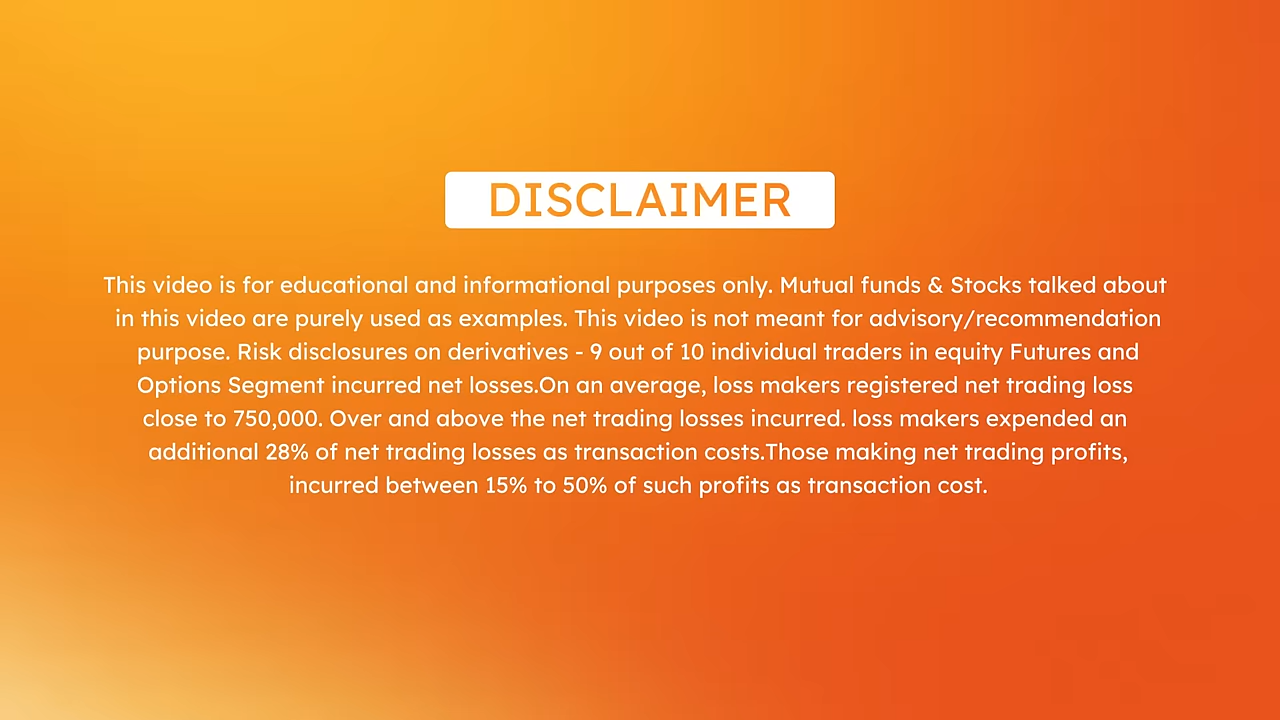 DISCLAIMER
This video is for educational and informational purposes only. Mutual funds & Stocks talked about
in this video are purely used as examples. This video is not meant for advisory/recommendation
purpose. Risk disclosures on derivatives - 9 out of 10 individual traders in equity Futures and
Options Segment incurred net losses.On an average, loss makers registered net trading loss
close to 750,000. Over and above the net trading losses incurred. loss makers expended an
additional 28% of net trading losses as transaction costs.Those making net trading profits,
incurred between 15% to 50% of such profits as transaction cost.